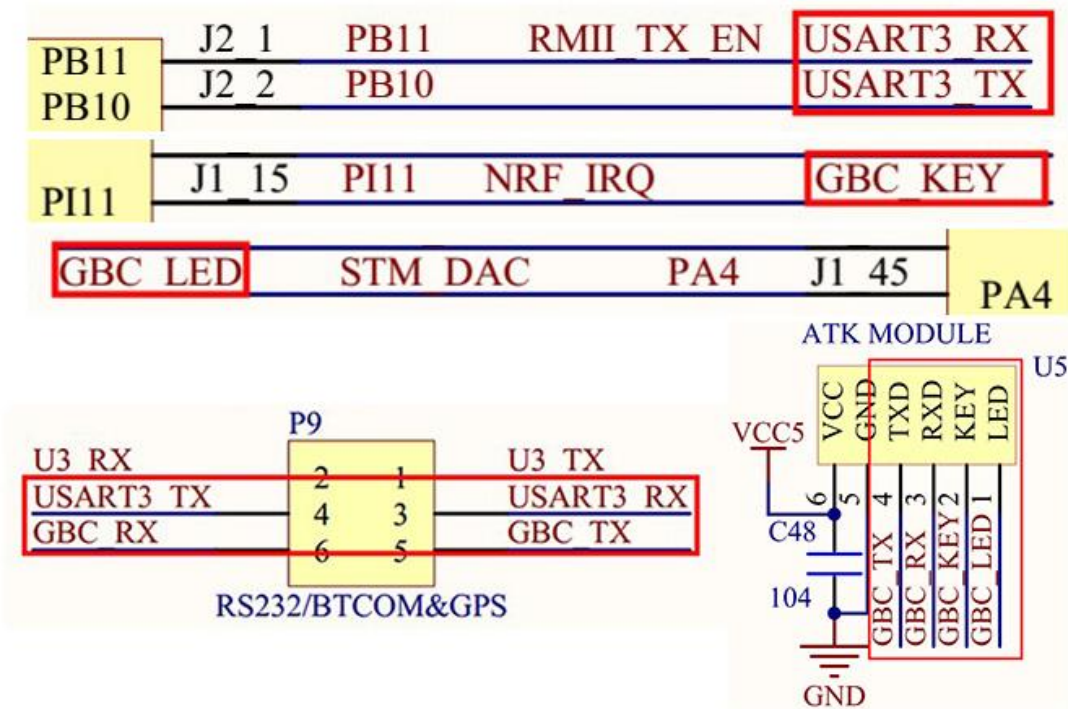 PB11 J2_1 PB11 RMII_TX_EN USART3_RX
PB10 J2_2 PB10 USART3_TX
PI11 J1_15 PI11 NRF_IRQ GBC_KEY
GBC_LED STM_DAC PA4 J1_45 PA4
P9
U3_RX 2 1 U3_TX
USART3_TX 4 3 USART3_RX
GBC_RX 6 5 GBC_TX
RS232/BTCOM&GPS
ATK MODULE
U5
VCC GND TXD RXD KEY LED
VCC5
6 5 4 3 2 1
C48
104
GBC_TX GBC_RX GBC_KEY GBC_LED
GND